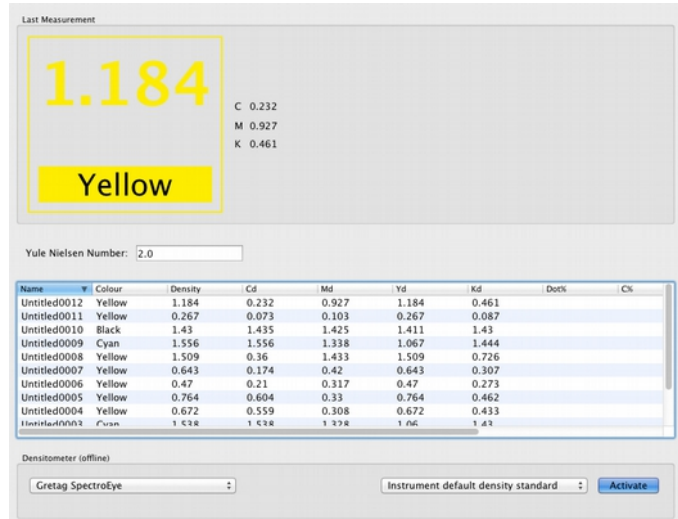 Last Measurement
1.184
C 0.232
M 0.927
K 0.461
Yellow
Yule Nielsen Number: 2.0
Name Colour Density Cd Md Yd Kd Dot% C%
Untitled0012 Yellow 1.184 0.232 0.927 1.184 0.461
Untitled0011 Yellow 0.267 0.073 0.103 0.267 0.087
Untitled0010 Black 1.43 1.435 1.425 1.411 1.43
Untitled0009 Cyan 1.556 1.556 1.338 1.067 1.444
Untitled0008 Yellow 1.509 0.36 1.433 1.509 0.726
Untitled0007 Yellow 0.643 0.174 0.42 0.643 0.307
Untitled0006 Yellow 0.47 0.21 0.317 0.47 0.273
Untitled0005 Yellow 0.764 0.604 0.33 0.764 0.462
Untitled0004 Yellow 0.672 0.559 0.308 0.672 0.433
Untitled0003 Cyan 1.538 1.538 1.328 1.06 1.43
Densitometer (offline)
Gretag SpectroEye Instrument default density standard Activate